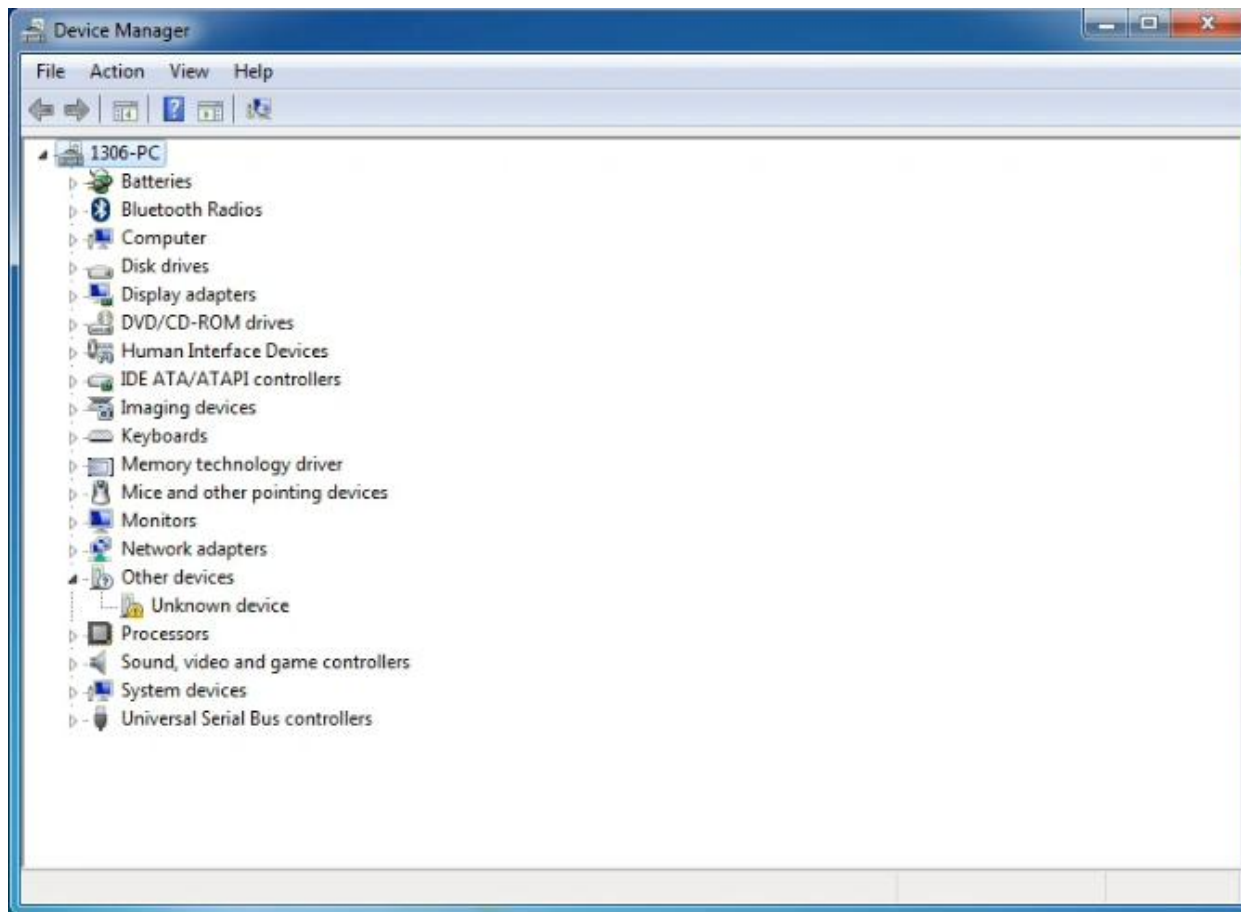 Device Manager
File Action View Help
1306-PC
Batteries
Bluetooth Radios
Computer
Disk drives
Display adapters
DVD/CD-ROM drives
Human Interface Devices
IDE ATA/ATAPI controllers
Imaging devices
Keyboards
Memory technology driver
Mice and other pointing devices
Monitors
Network adapters
Other devices
Unknown device
Processors
Sound, video and game controllers
System devices
Universal Serial Bus controllers